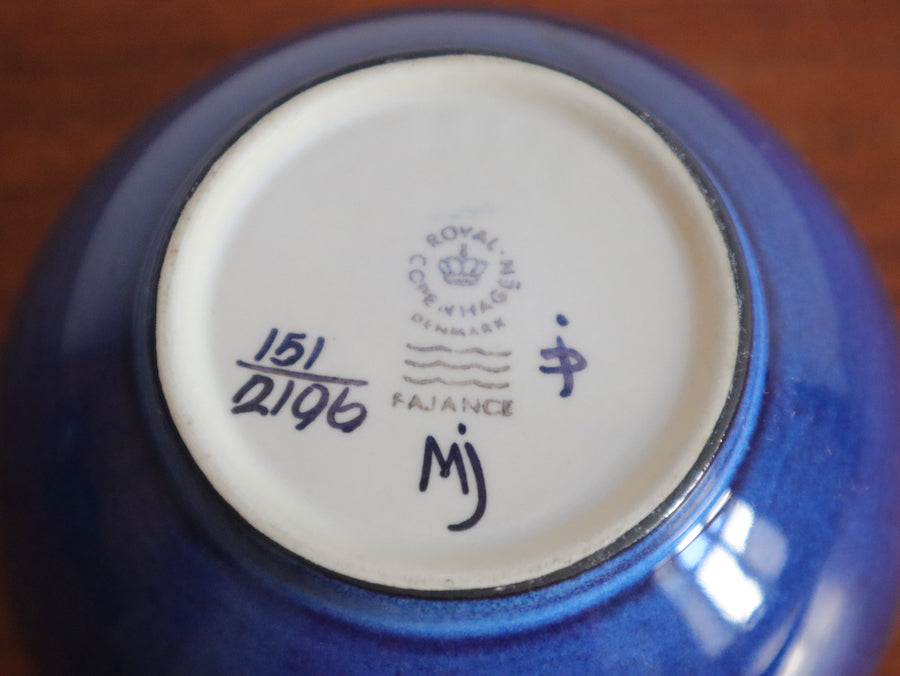 ROYAL·
COPENHAGEN
DENMARK
151
2196
FAJANCE
Mj